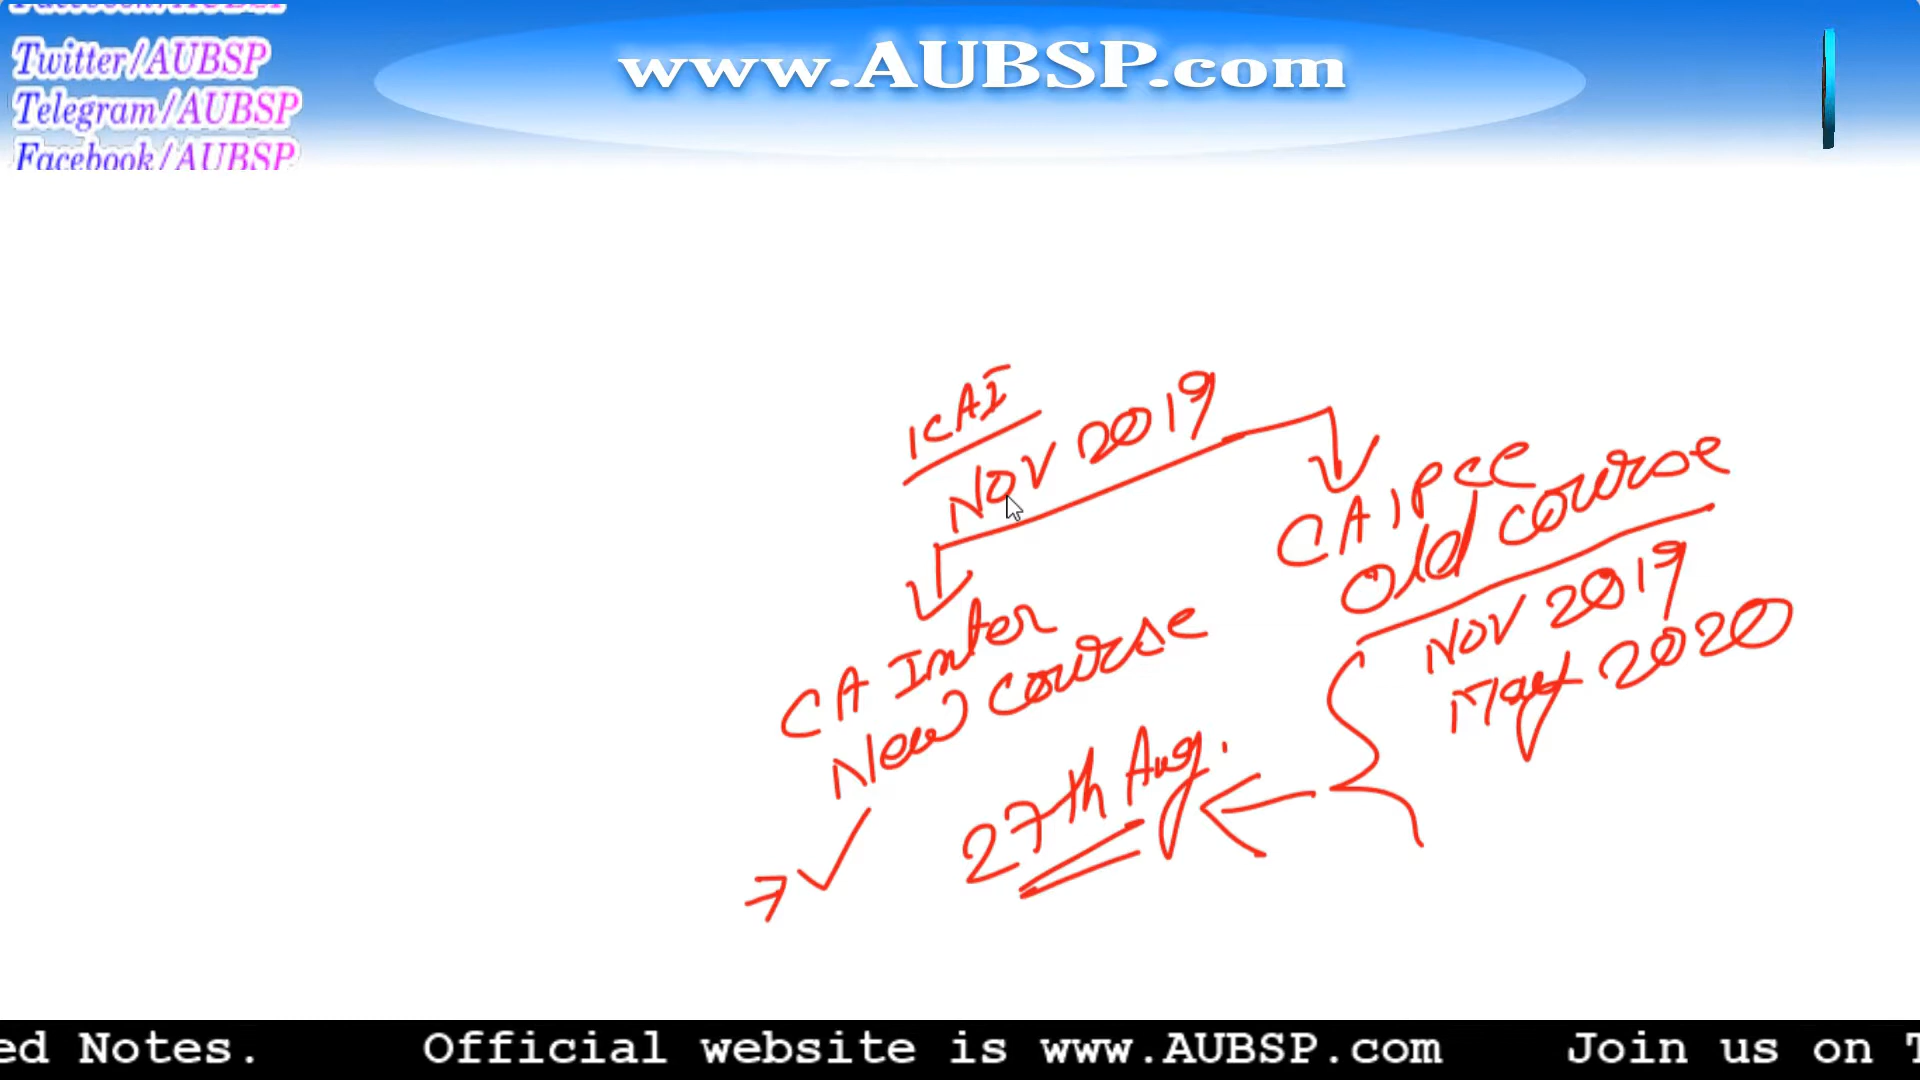 Twitter/AUBSP
Telegram/AUBSP
Facebook/AUBSP
www.AUBSP.com
ICAI
NOV 2019
CA IPCC
Old course
NOV 2019
May 2020
CA Inter
New course
27th Aug.
ed Notes. Official website is www.AUBSP.com Join us on T